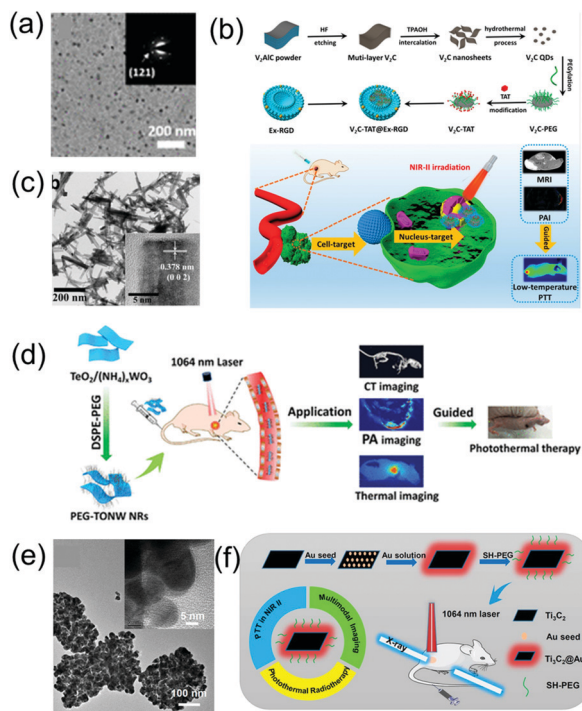 (a)
(121)
200 nm
(b)
HF
etching
TPAOH
intercalation
hydrothermal
process
V₂AlC powder
Muti-layer V₂C
V₂C nanosheets
V₂C QDs
PEGylation
TAT
modification
Ex-RGD
V₂C-TAT@Ex-RGD
V₂C-TAT
V₂C-PEG
NIR-II irradiation
MRI
PAI
Guided
Cell-target
Nucleus-target
Low-temperature
PTT
(c)
b
0.378 nm
(0 0 2)
200 nm
5 nm
(d)
TeO₂/(NH₄)ₓWO₃
DSPE-PEG
PEG-TONW NRs
1064 nm Laser
Application
CT imaging
PA imaging
Thermal imaging
Guided
Photothermal therapy
(e)
5 nm
100 nm
(f)
Au seed
Au solution
SH-PEG
1064 nm laser
PTT in NIR II
Multimodal Imaging
Photothermal Radiotherapy
X-ray
Ti₃C₂
Au seed
Ti₃C₂@Au
SH-PEG